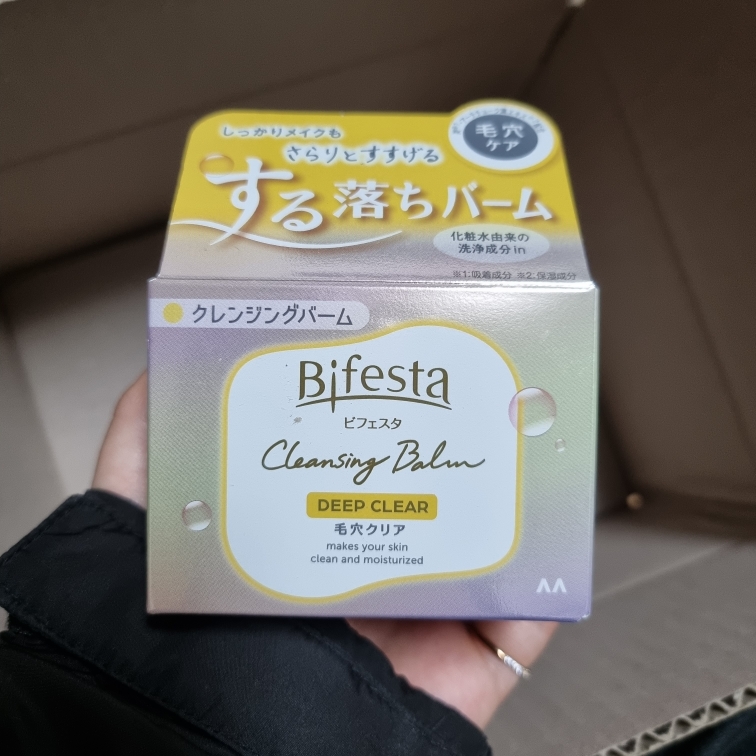 しっかりメイクも
さらりとすすげる
する落ちバーム
毛穴
ケア
化粧水由来の
洗浄成分in
※1:吸着成分 ※2:保湿成分
クレンジングバーム
Bifesta
ビフェスタ
Cleansing Balm
DEEP CLEAR
毛穴クリア
makes your skin
clean and moisturized